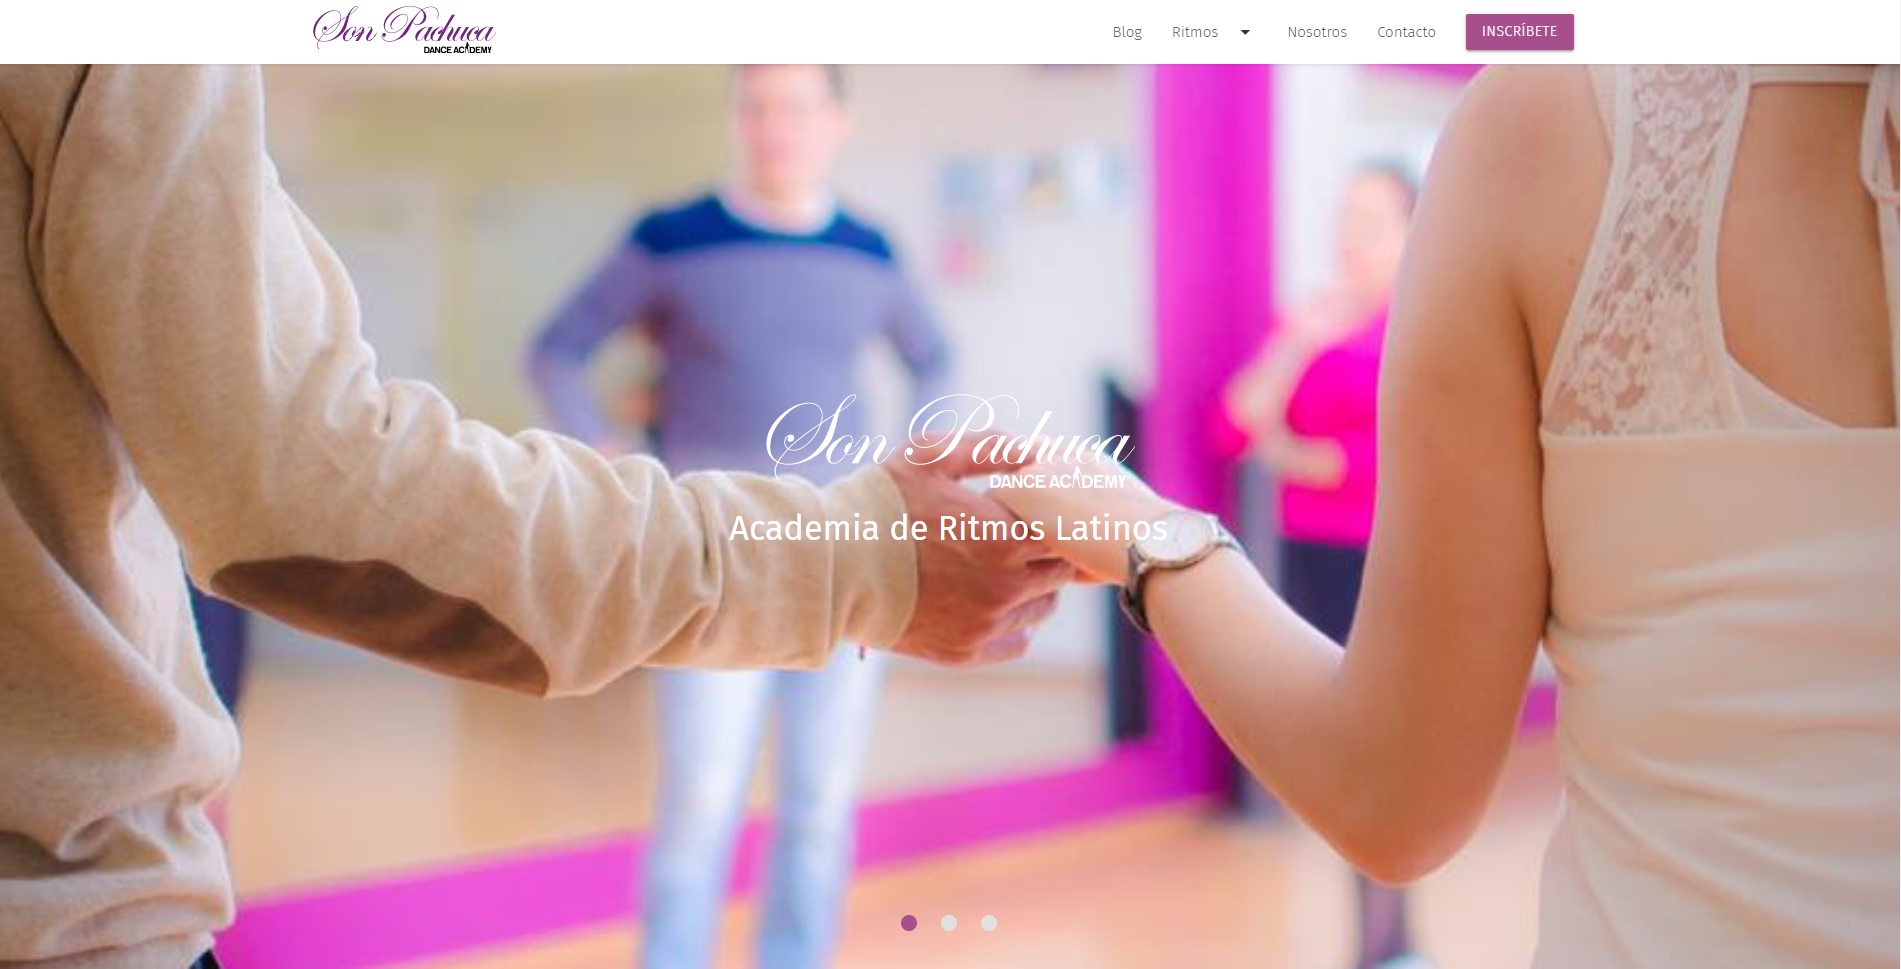 Son Pachuca
DANCE ACADEMY
Blog
Ritmos
Nosotros
Contacto
INSCRÍBETE
Son Pachuca
DANCE ACADEMY
Academia de Ritmos Latinos